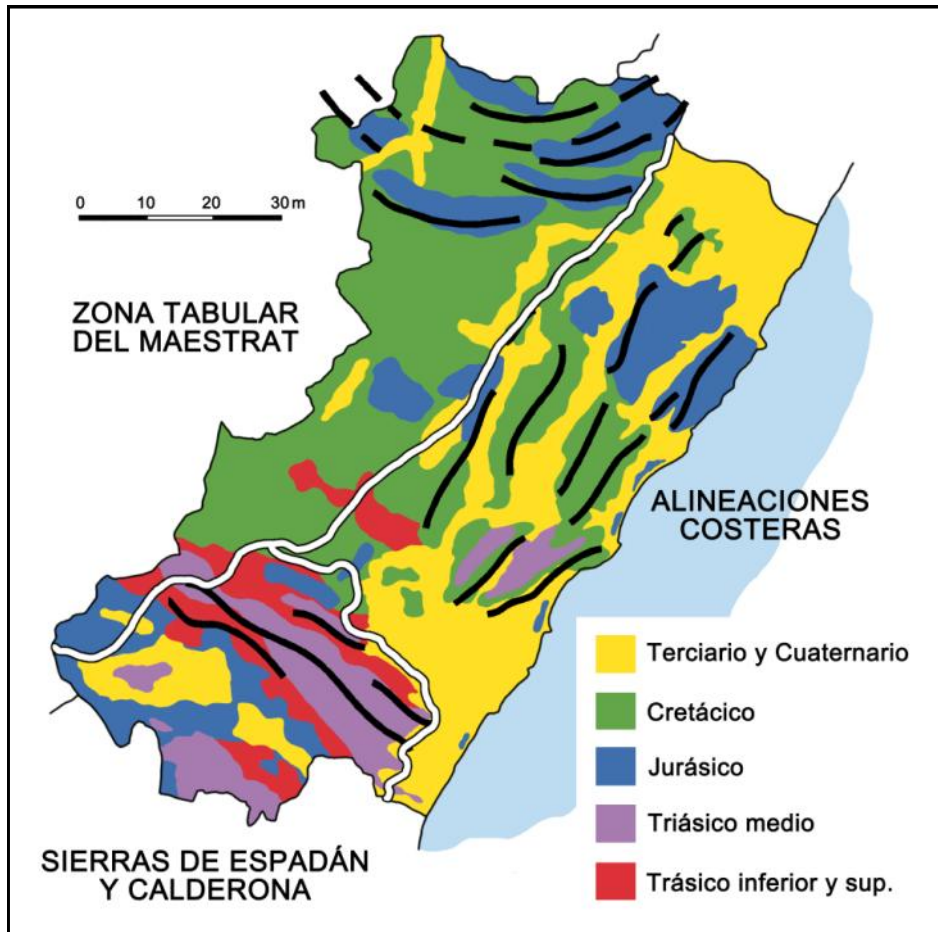 0 10 20 30 m
ZONA TABULAR
DEL MAESTRAT
ALINEACIONES
COSTERAS
Terciario y Cuaternario
Cretácico
Jurásico
Triásico medio
Trásico inferior y sup.
SIERRAS DE ESPADÁN
Y CALDERONA